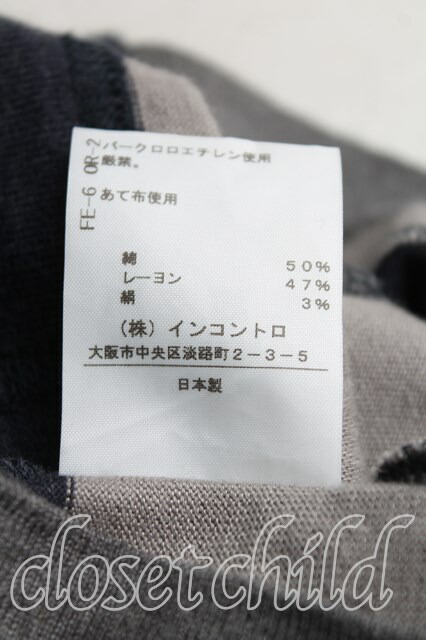 パークロロエチレン使用
厳禁。
あて布使用
FE-6 OR-2
綿 50%
レーヨン 47%
絹 3%
(株)インコントロ
大阪市中央区淡路町2-3-5
日本製
closet child